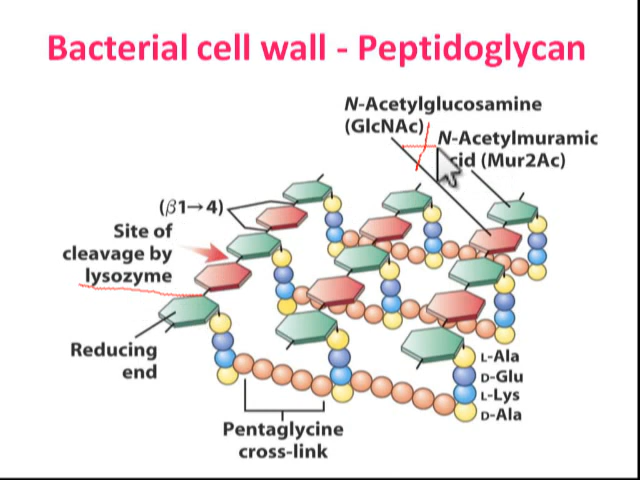 Bacterial cell wall - Peptidoglycan
N-Acetylglucosamine
(GlcNAc)
N-Acetylmuramic
cid (Mur2Ac)
(β1→4)
Site of
cleavage by
lysozyme
Reducing
end
L-Ala
D-Glu
L-Lys
D-Ala
Pentaglycine
cross-link